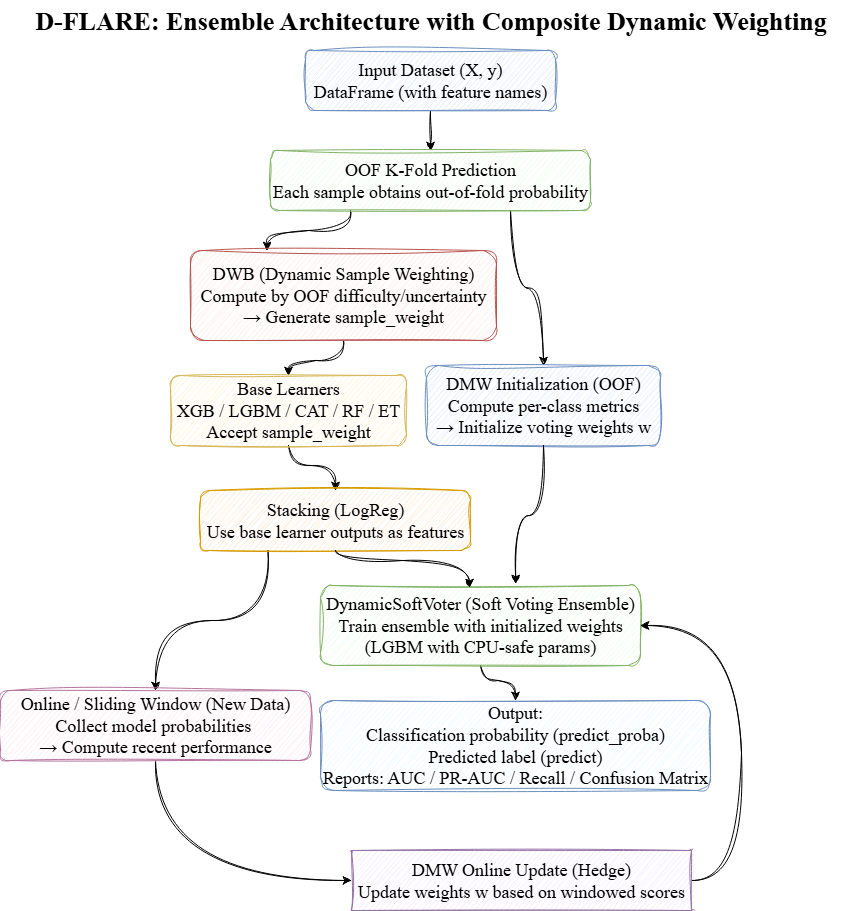 D-FLARE: Ensemble Architecture with Composite Dynamic Weighting
Input Dataset (X, y)
DataFrame (with feature names)
OOF K-Fold Prediction
Each sample obtains out-of-fold probability
DWB (Dynamic Sample Weighting)
Compute by OOF difficulty/uncertainty
→ Generate sample_weight
Base Learners
XGB / LGBM / CAT / RF / ET
Accept sample_weight
DMW Initialization (OOF)
Compute per-class metrics
→ Initialize voting weights w
Stacking (LogReg)
Use base learner outputs as features
DynamicSoftVoter (Soft Voting Ensemble)
Train ensemble with initialized weights
(LGBM with CPU-safe params)
Online / Sliding Window (New Data)
Collect model probabilities
→ Compute recent performance
Output:
Classification probability (predict_proba)
Predicted label (predict)
Reports: AUC / PR-AUC / Recall / Confusion Matrix
DMW Online Update (Hedge)
Update weights w based on windowed scores